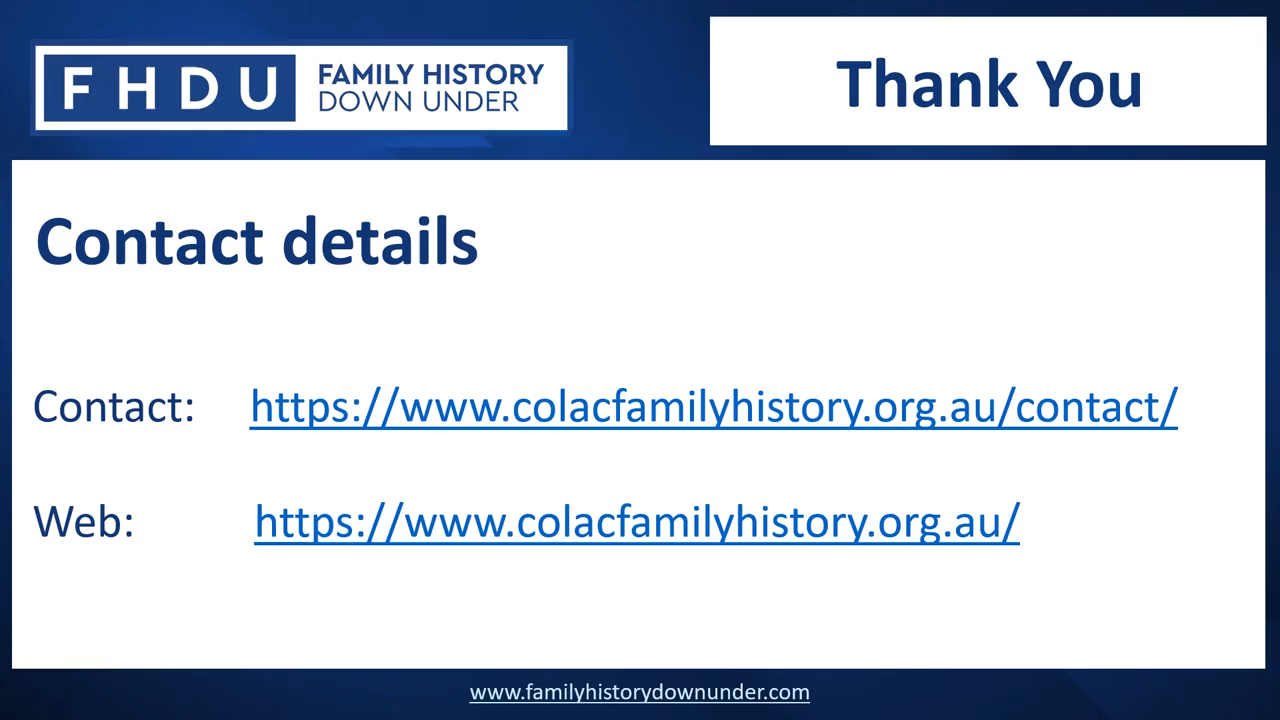 FHDU
FAMILY HISTORY
DOWN UNDER
Thank You
Contact details
Contact: https://www.colacfamilyhistory.org.au/contact/
Web: https://www.colacfamilyhistory.org.au/
www.familyhistorydownunder.com